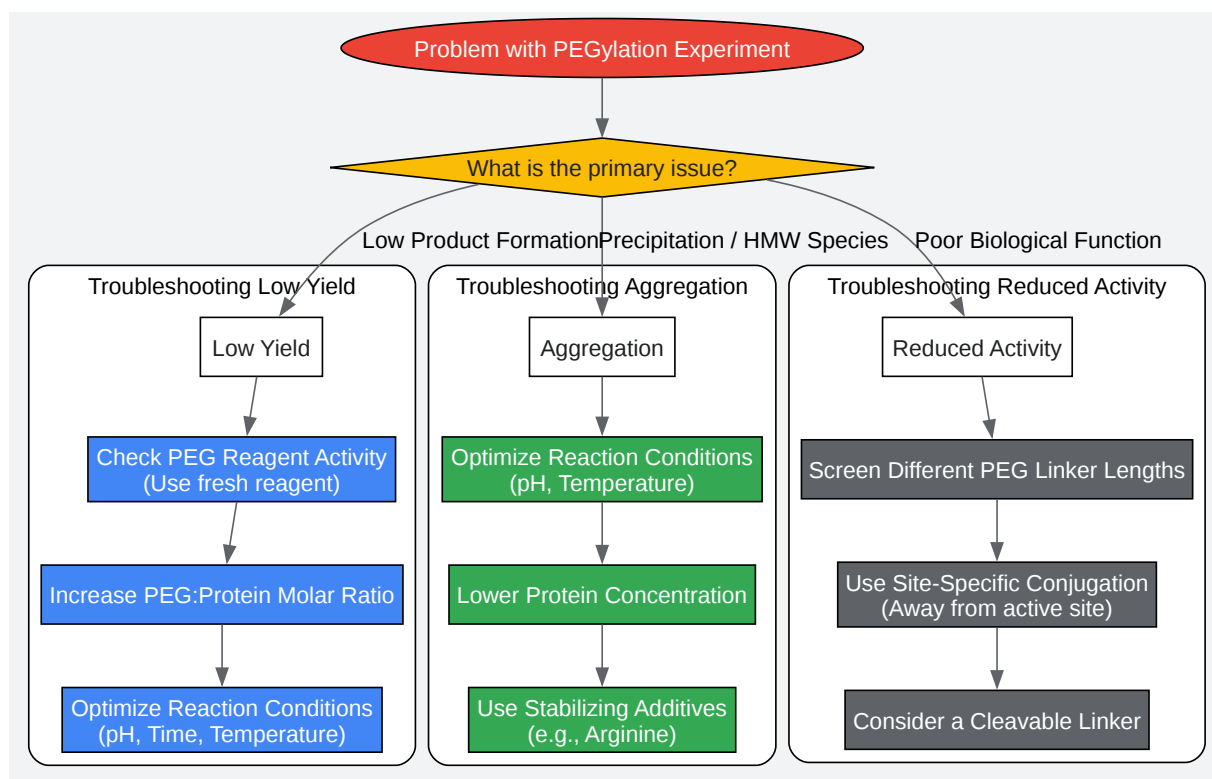 Problem with PEGylation Experiment
What is the primary issue?
Low Product Formation
Precipitation / HMW Species
Poor Biological Function
Troubleshooting Low Yield
Low Yield
Check PEG Reagent Activity
(Use fresh reagent)
Increase PEG:Protein Molar Ratio
Optimize Reaction Conditions
(pH, Time, Temperature)
Troubleshooting Aggregation
Aggregation
Optimize Reaction Conditions
(pH, Temperature)
Lower Protein Concentration
Use Stabilizing Additives
(e.g., Arginine)
Troubleshooting Reduced Activity
Reduced Activity
Screen Different PEG Linker Lengths
Use Site-Specific Conjugation
(Away from active site)
Consider a Cleavable Linker